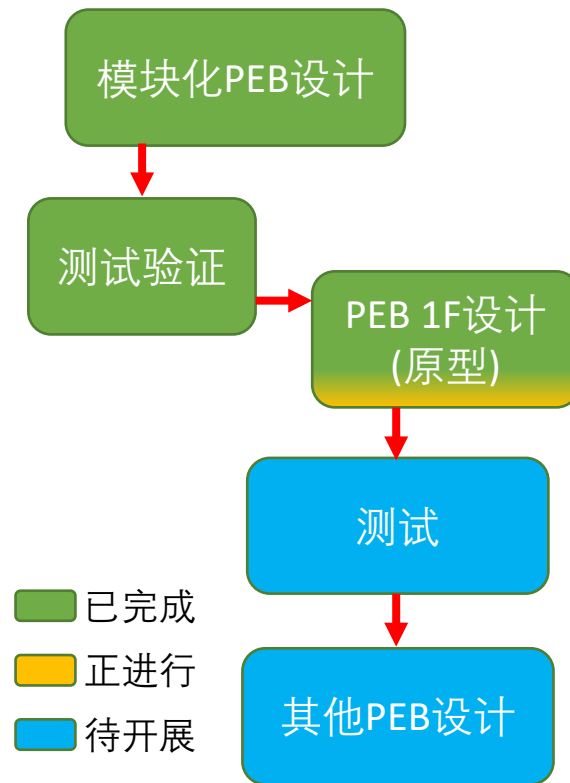 模块化PEB设计
测试验证
PEB 1F设计
(原型)
测试
其他PEB设计
已完成
正进行
待开展